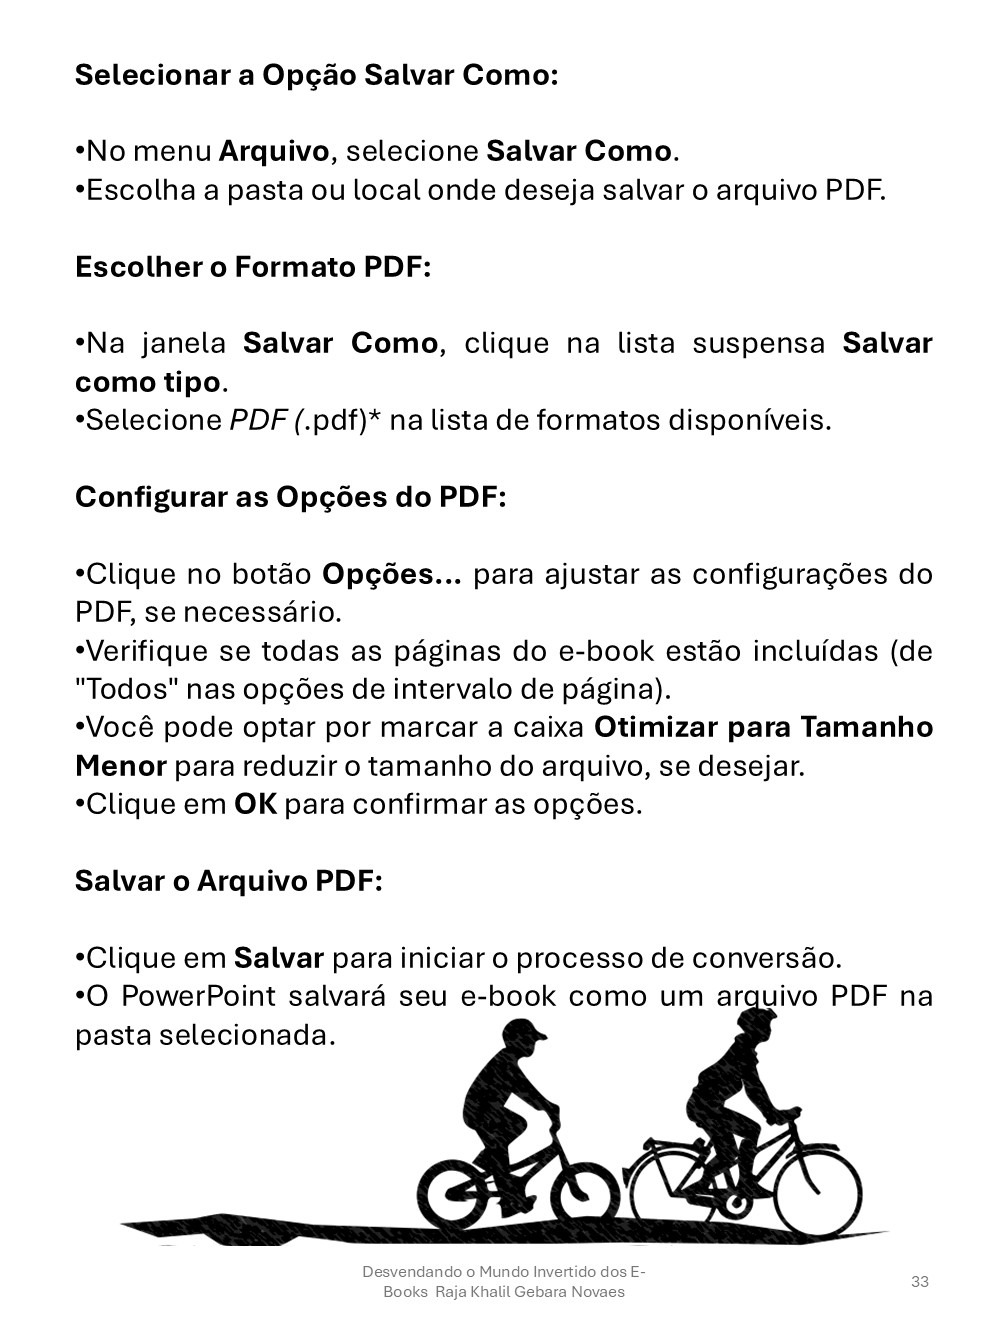 Selecionar a Opção Salvar Como:
•No menu Arquivo, selecione Salvar Como.
•Escolha a pasta ou local onde deseja salvar o arquivo PDF.
Escolher o Formato PDF:
•Na janela Salvar Como, clique na lista suspensa Salvar
como tipo.
•Selecione PDF (.pdf)* na lista de formatos disponíveis.
Configurar as Opções do PDF:
•Clique no botão Opções... para ajustar as configurações do
PDF, se necessário.
•Verifique se todas as páginas do e-book estão incluídas (de
"Todos" nas opções de intervalo de página).
•Você pode optar por marcar a caixa Otimizar para Tamanho
Menor para reduzir o tamanho do arquivo, se desejar.
•Clique em OK para confirmar as opções.
Salvar o Arquivo PDF:
•Clique em Salvar para iniciar o processo de conversão.
•O PowerPoint salvará seu e-book como um arquivo PDF na
pasta selecionada.
Desvendando o Mundo Invertido dos E-
Books  Raja Khalil Gebara Novaes
33